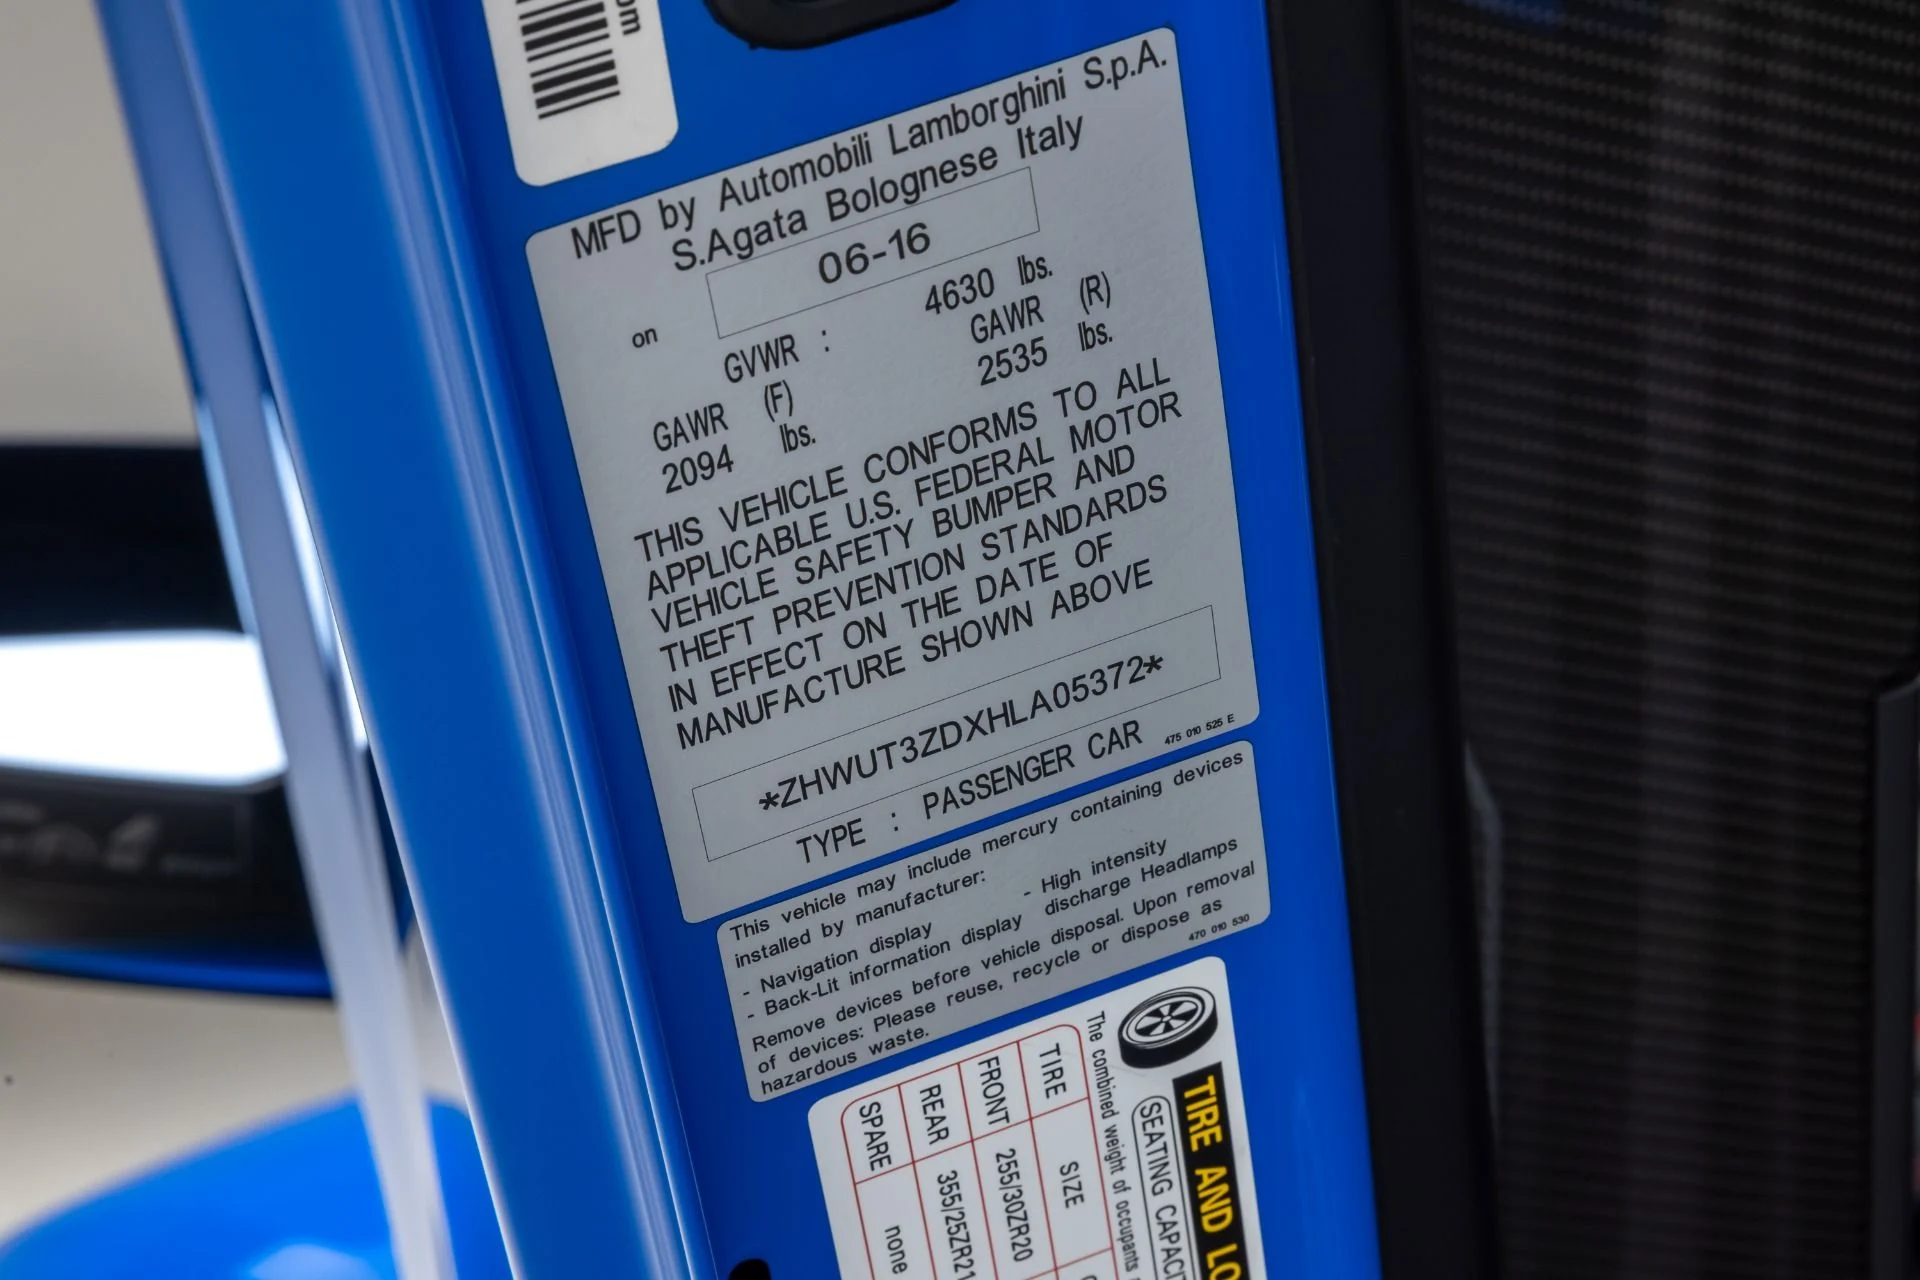 om
MFD by Automobili Lamborghini S.p.A.
S.Agata Bolognese Italy
on 06-16
GVWR : 4630 lbs.
GAWR (F) GAWR (R)
2094 lbs. 2535 lbs.
THIS VEHICLE CONFORMS TO ALL
APPLICABLE U.S. FEDERAL MOTOR
VEHICLE SAFETY BUMPER AND
THEFT PREVENTION STANDARDS
IN EFFECT ON THE DATE OF
MANUFACTURE SHOWN ABOVE
*ZHWUT3ZDXHLA05372*
TYPE : PASSENGER CAR 475 010 525 E
This vehicle may include mercury containing devices
installed by manufacturer:
- Navigation display - High intensity
- Back-Lit information display discharge Headlamps
Remove devices before vehicle disposal. Upon removal
of devices: Please reuse, recycle or dispose as
hazardous waste. 470 010 530
TIRE AND LO
SEATING CAPACIT
The combined weight of occupants
TIRE SIZE
FRONT 255/30ZR20
REAR 355/25ZR21
SPARE none